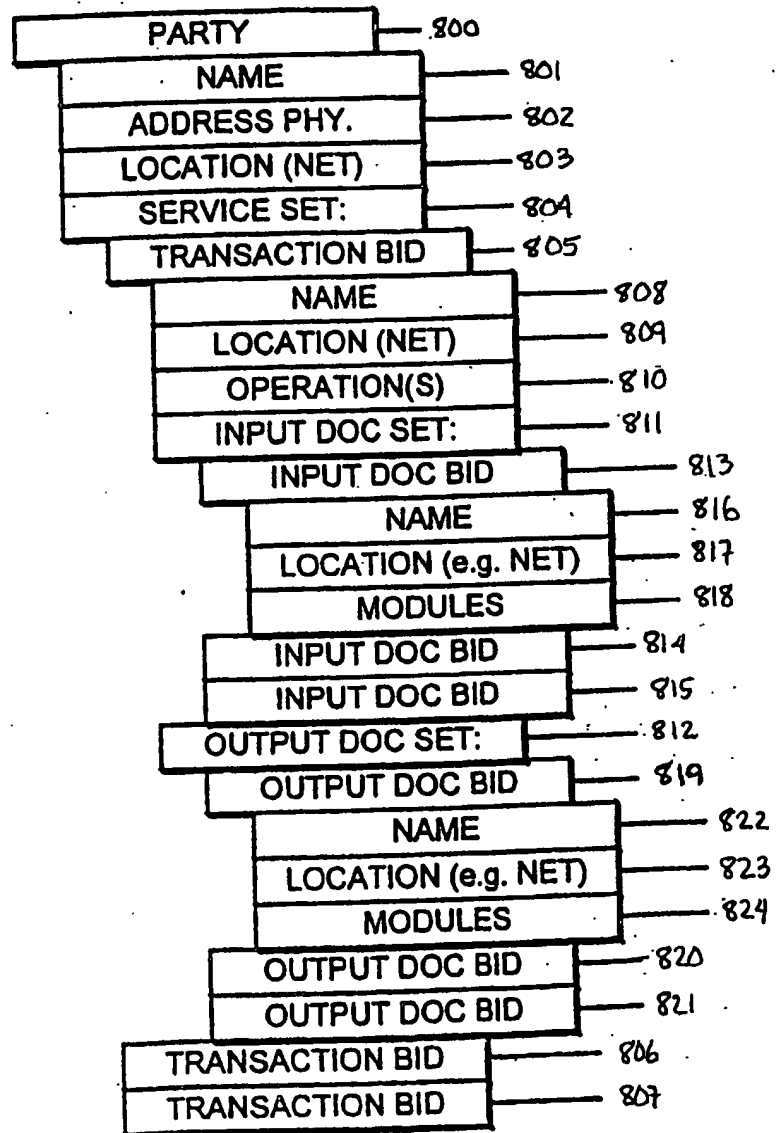 PARTY 800
NAME 801
ADDRESS PHY. 802
LOCATION (NET) 803
SERVICE SET: 804
TRANSACTION BID 805
NAME 808
LOCATION (NET) 809
OPERATION(S) 810
INPUT DOC SET: 811
INPUT DOC BID 813
NAME 816
LOCATION (e.g. NET) 817
MODULES 818
INPUT DOC BID 814
INPUT DOC BID 815
OUTPUT DOC SET: 812
OUTPUT DOC BID 819
NAME 822
LOCATION (e.g. NET) 823
MODULES 824
OUTPUT DOC BID 820
OUTPUT DOC BID 821
TRANSACTION BID 806
TRANSACTION BID 807